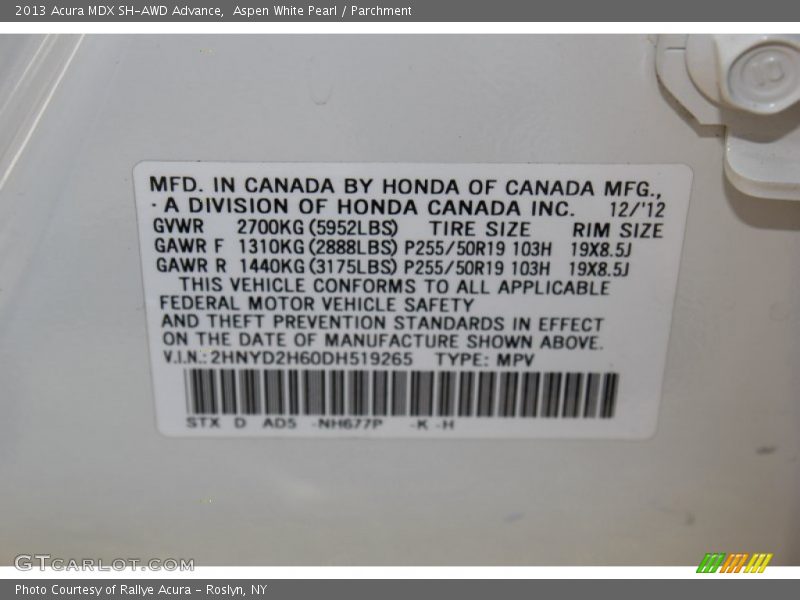 2013 Acura MDX SH-AWD Advance, Aspen White Pearl / Parchment
10
MFD. IN CANADA BY HONDA OF CANADA MFG.,
A DIVISION OF HONDA CANADA INC. 12/'12
GVWR 2700KG(5952LBS) TIRE SIZE RIM SIZE
GAWR F 1310KG(2888LBS) P255/50R19 103H 19X8.5J
GAWR R 1440KG(3175LBS) P255/50R19 103H 19X8.5J
THIS VEHICLE CONFORMS TO ALL APPLICABLE
FEDERAL MOTOR VEHICLE SAFETY
AND THEFT PREVENTION STANDARDS IN EFFECT
ON THE DATE OF MANUFACTURE SHOWN ABOVE.
V.I.N.: 2HNYD2H60DH519265 TYPE: MPV
STX D AD5 -NH677P -K -H
GTCARLOT.COM
Photo Courtesy of Rallye Acura - Roslyn, NY